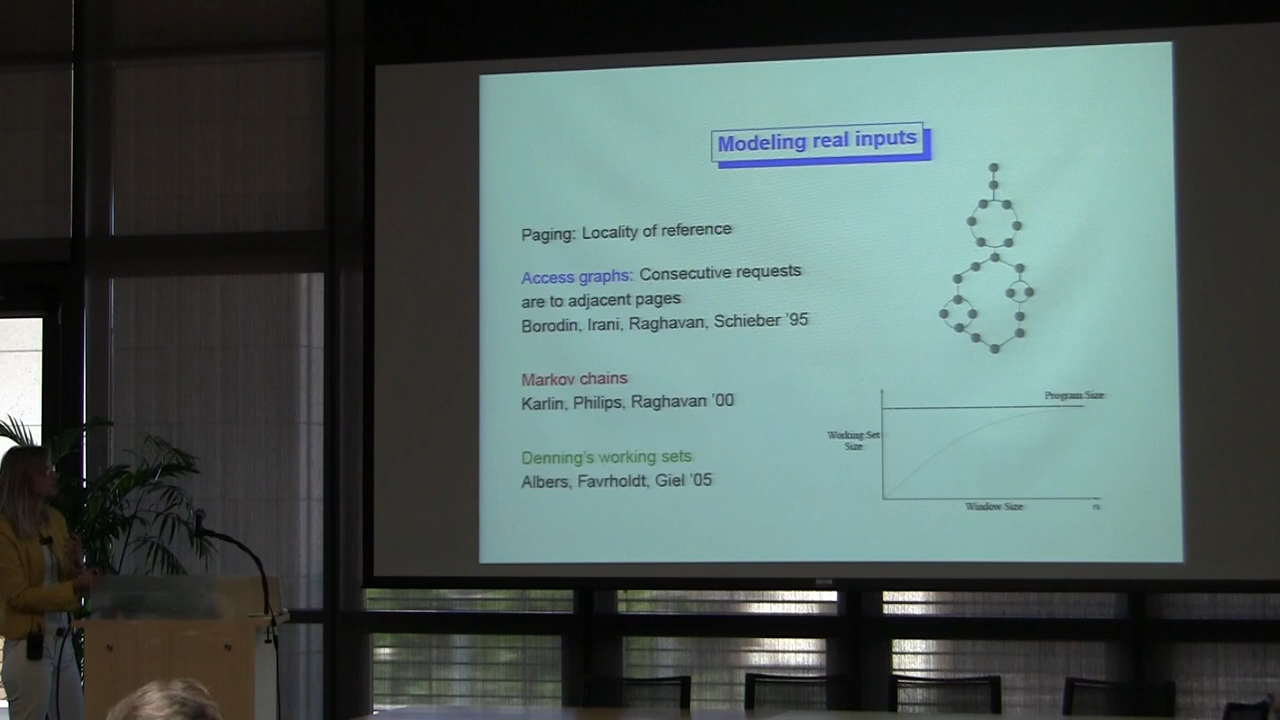 Modeling real inputs
Paging: Locality of reference
Access graphs: Consecutive requests
are to adjacent pages
Borodin, Irani, Raghavan, Schieber '95
Markov chains
Karlin, Philips, Raghavan '00
Denning's working sets
Albers, Favrholdt, Giel '05
Program Size
Working Set
Size
Window Size
n